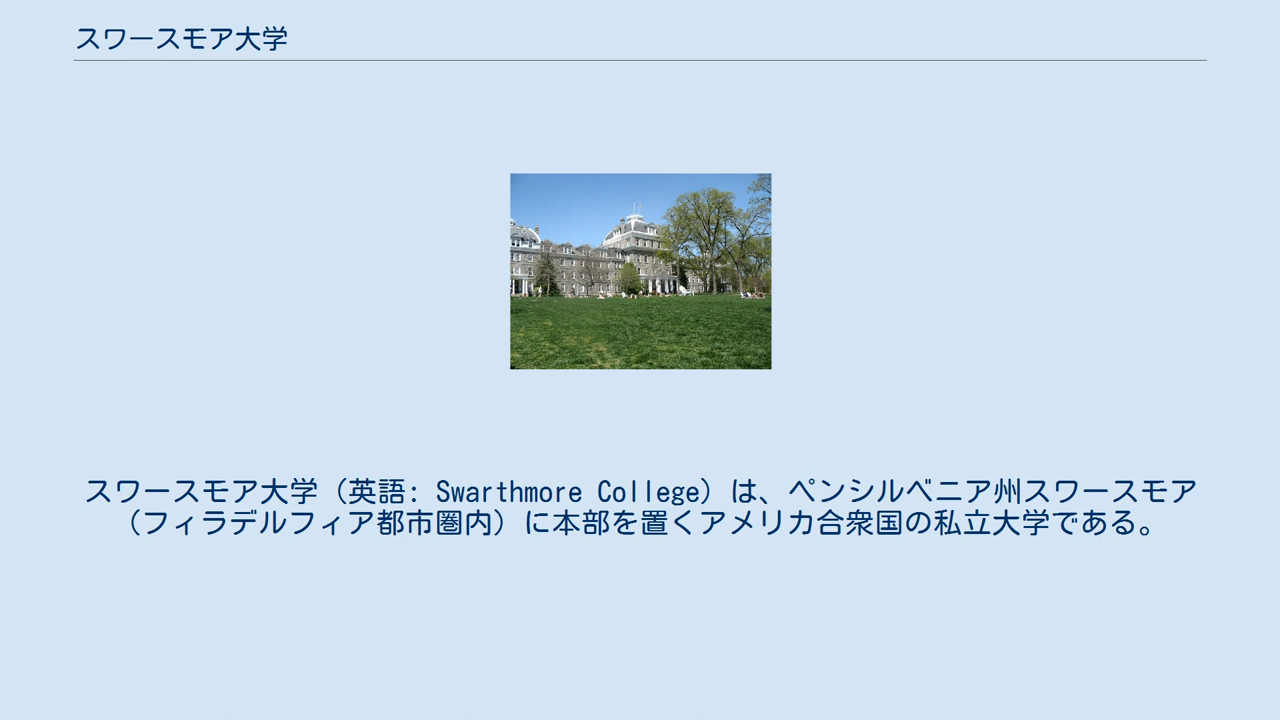 スワースモア大学
スワースモア大学（英語: Swarthmore College）は、ペンシルベニア州スワースモア
（フィラデルフィア都市圏内）に本部を置くアメリカ合衆国の私立大学である。